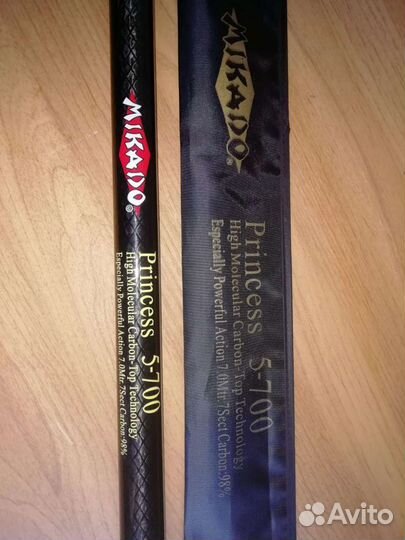 MIKADO®
Princess 5-700
High Molecular Carbon-Top Technology
Especially Powerful Action 7.0Mtr.7Sect Carbon:98%
MIKADO®
Princess 5-700
High Molecular Carbon-Top Technology
Especially Powerful Action 7.0Mtr.7Sect Carbon:98%
Avito